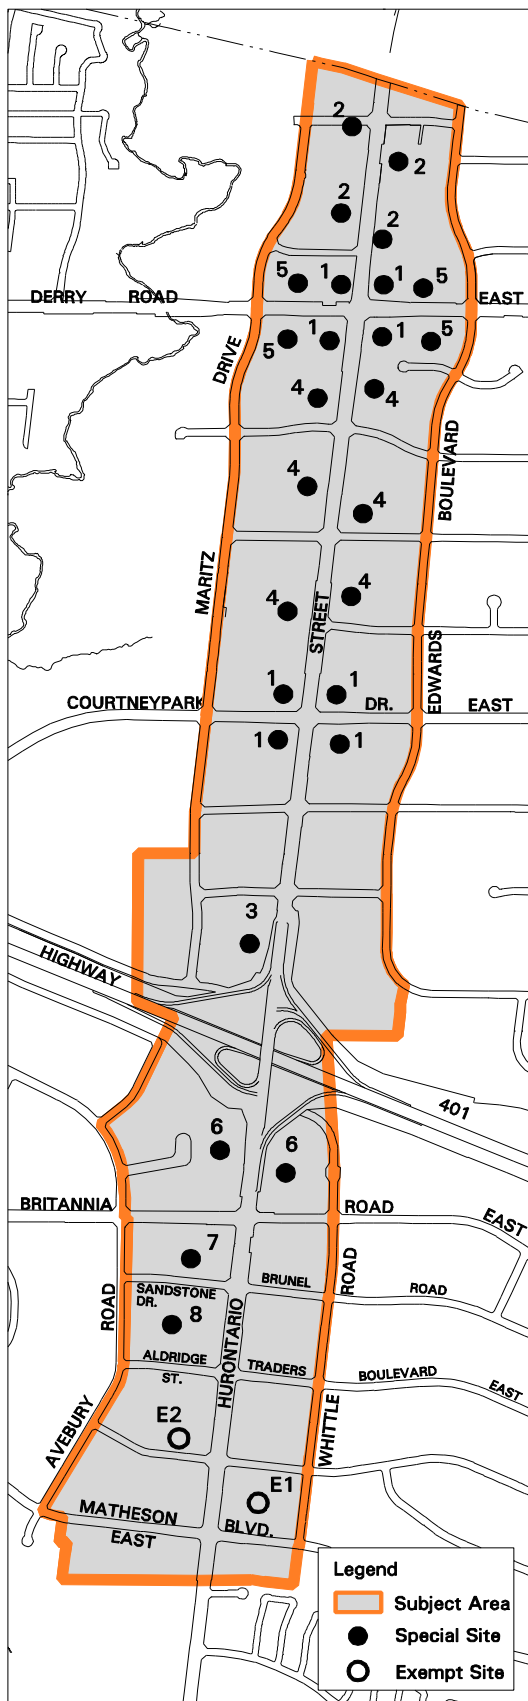 2
2
2
2
5 1 1 5
DERRY ROAD EAST
5 1 1 5
DRIVE
4 4
BOULEVARD
4
4
MARITZ
4 4
STREET
EDWARDS
1 1
COURTNEYPARK DR. EAST
1 1
3
HIGHWAY
401
6
6
BRITANNIA ROAD EAST
7
ROAD
BRUNEL ROAD
SANDSTONE
DR.
8
ROAD
HURONTARIO
ALDRIDGE
ST.
TRADERS BOULEVARD EAST
E2
AVEBURY
WHITTLE
E1
MATHESON BLVD.
EAST
Legend
Subject Area
Special Site
Exempt Site